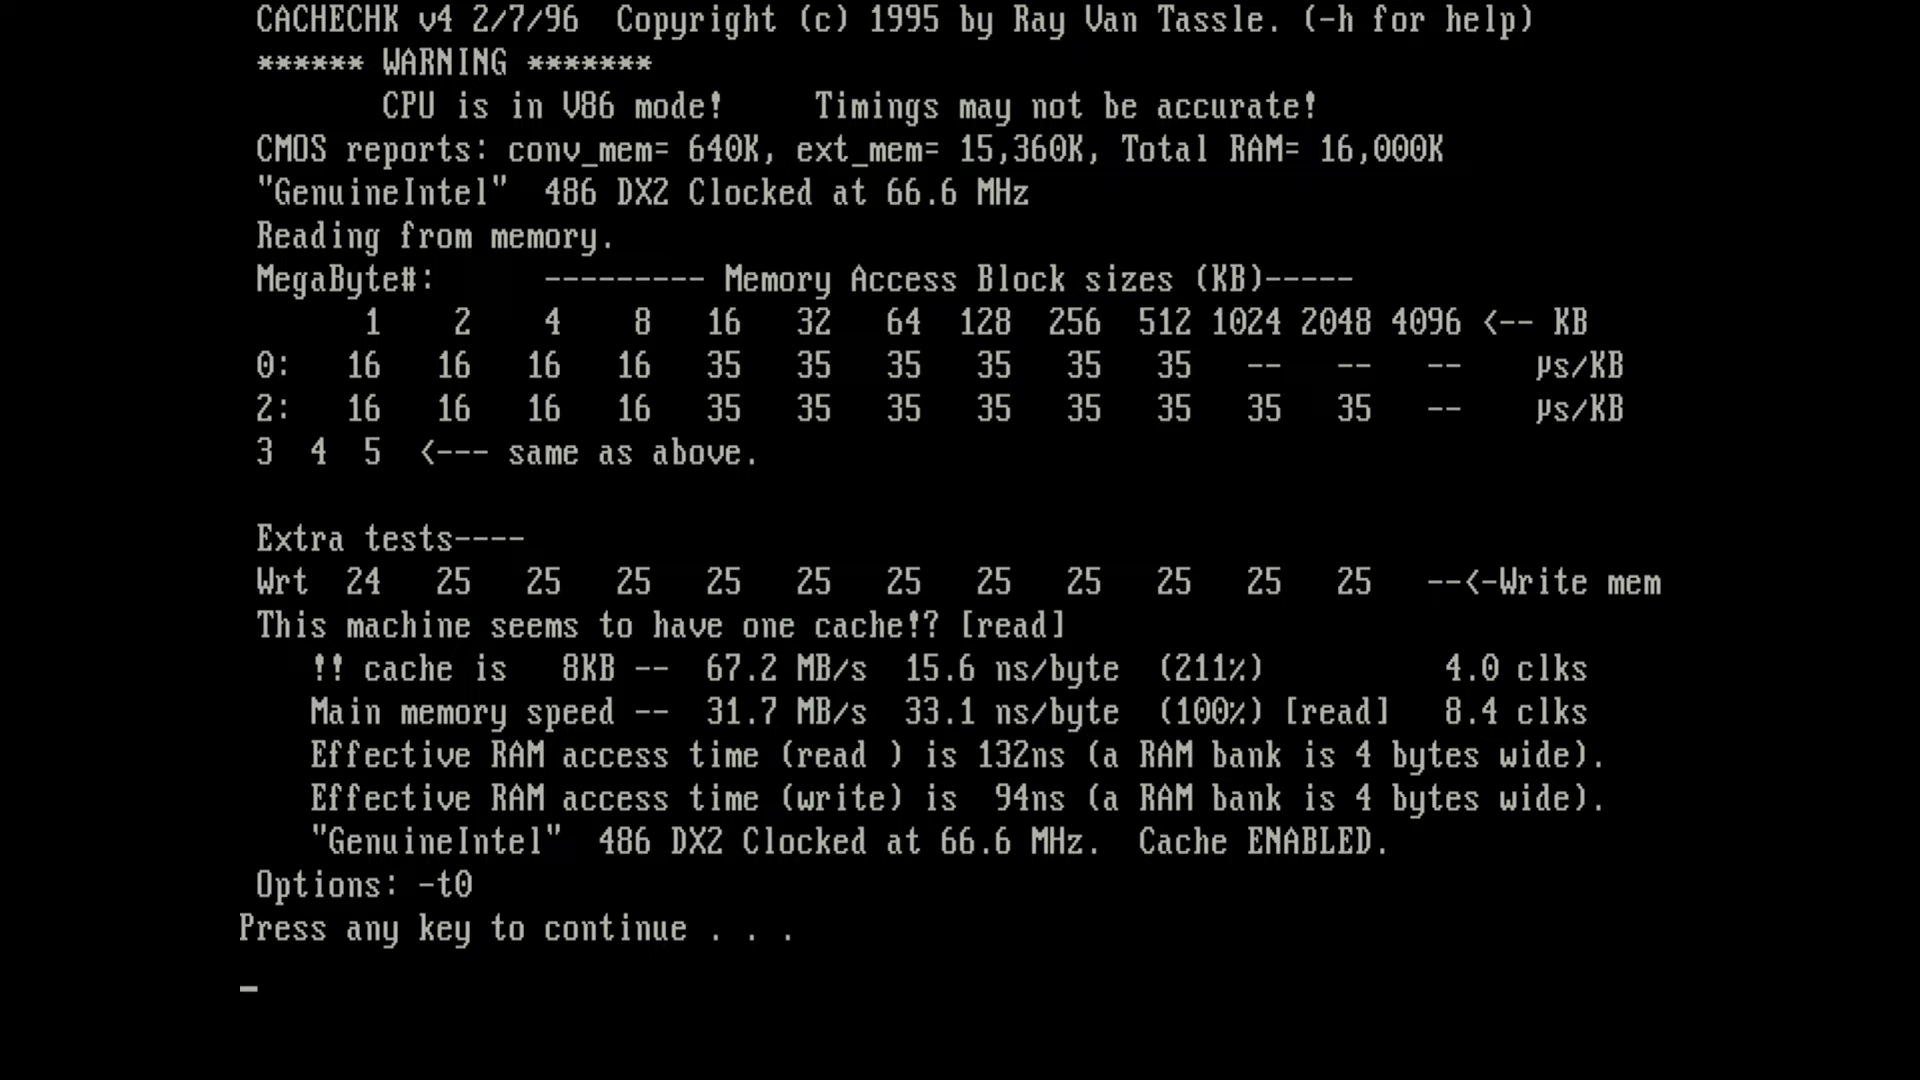 CACHECHK v4 2/7/96  Copyright (c) 1995 by Ray Van Tassle. (-h for help)
****** WARNING *******
       CPU is in V86 mode!     Timings may not be accurate!
CMOS reports: conv_mem= 640K, ext_mem= 15,360K, Total RAM= 16,000K
"GenuineIntel"  486 DX2 Clocked at 66.6 MHz
Reading from memory.
MegaByte#:      --------- Memory Access Block sizes (KB)-----
      1    2    4    8   16   32   64  128  256  512 1024 2048 4096 <-- KB
0:   16   16   16   16   35   35   35   35   35   35   --   --   --    µs/KB
2:   16   16   16   16   35   35   35   35   35   35   35   35   --    µs/KB
3  4  5  <--- same as above.
Extra tests----
Wrt  24   25   25   25   25   25   25   25   25   25   25   25   --<-Write mem
This machine seems to have one cache!? [read]
   !! cache is   8KB --  67.2 MB/s  15.6 ns/byte  (211%)          4.0 clks
   Main memory speed --  31.7 MB/s  33.1 ns/byte  (100%) [read]   8.4 clks
   Effective RAM access time (read ) is 132ns (a RAM bank is 4 bytes wide).
   Effective RAM access time (write) is  94ns (a RAM bank is 4 bytes wide).
   "GenuineIntel"  486 DX2 Clocked at 66.6 MHz.  Cache ENABLED.
Options: -t0
Press any key to continue . . .
_